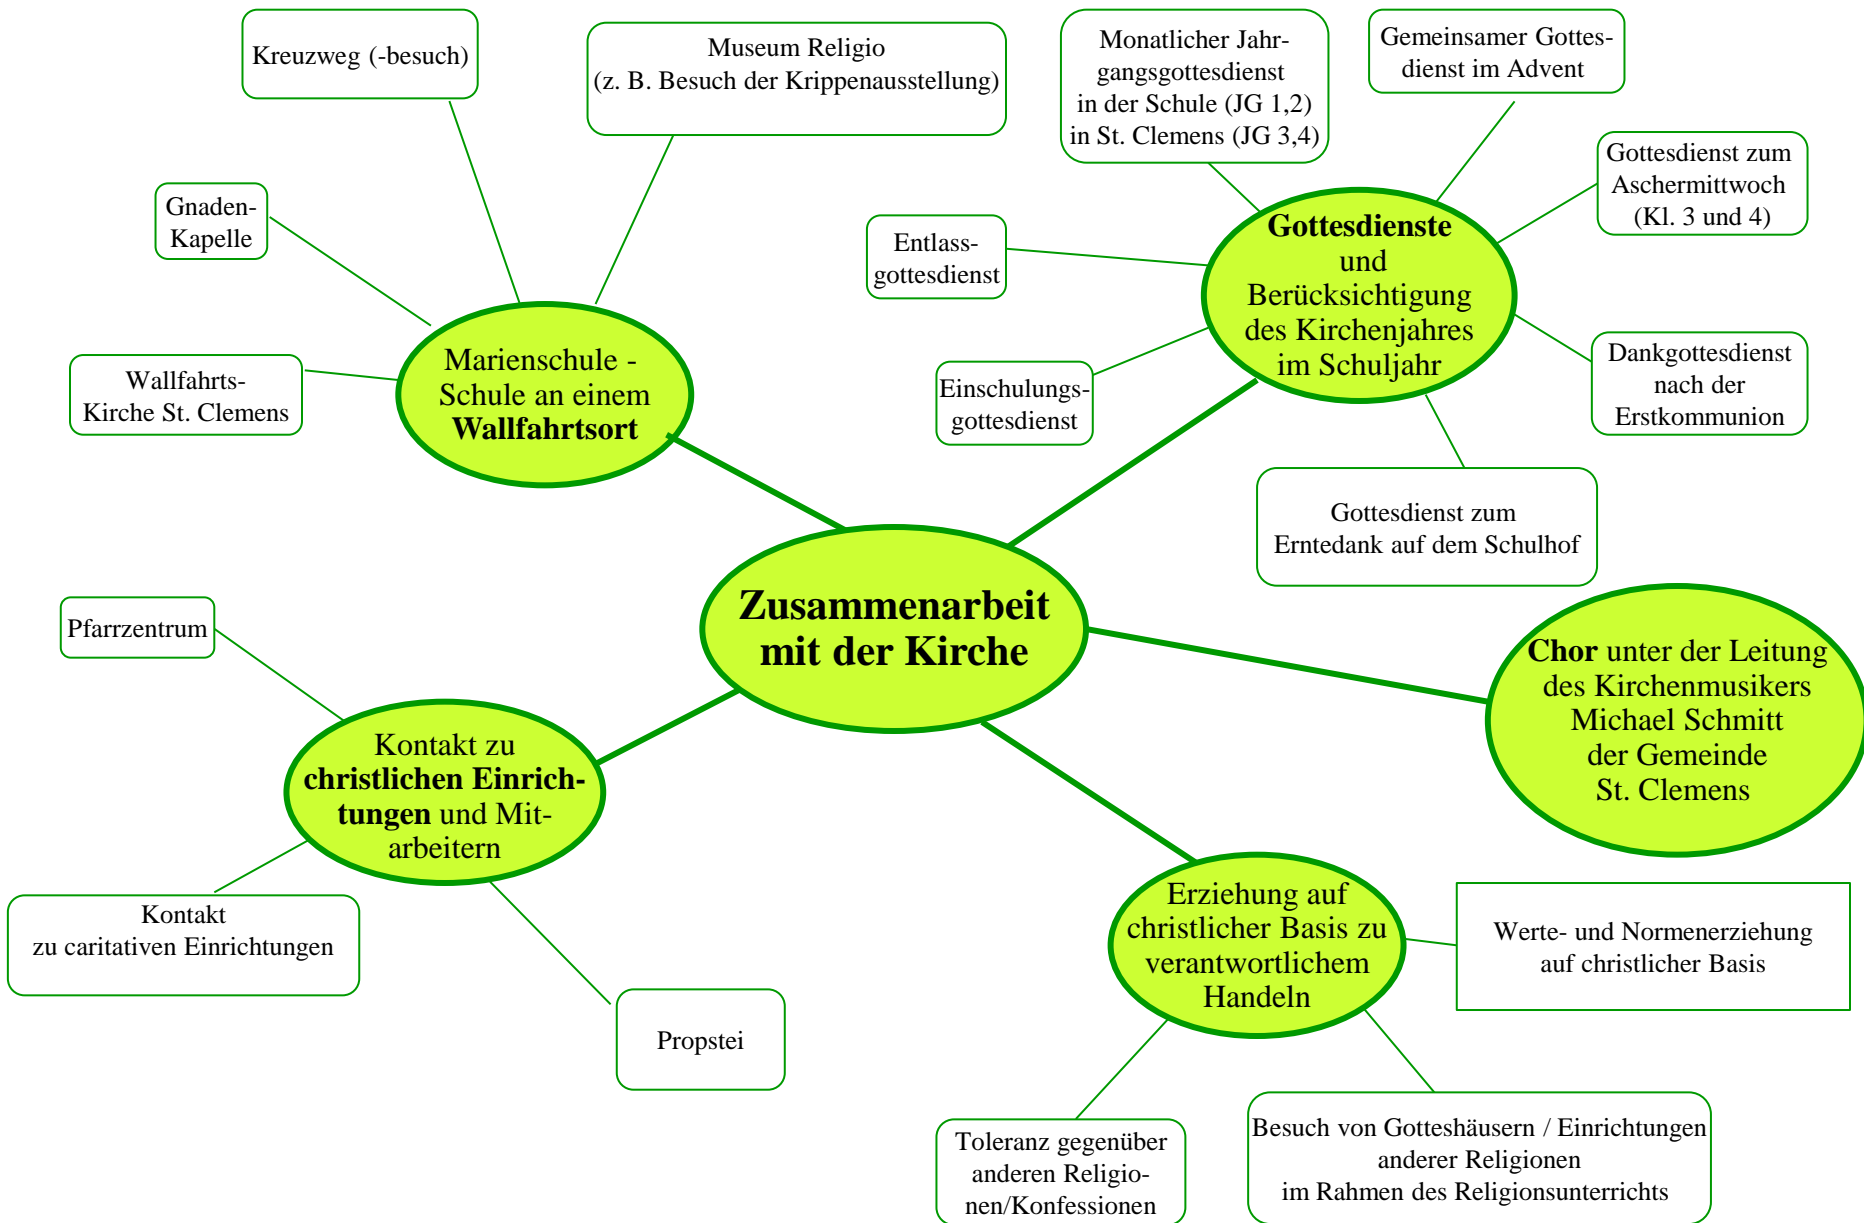 Kreuzweg (-besuch)
Museum Religio
(z. B. Besuch der Krippenausstellung)
Gnaden-
Kapelle
Wallfahrts-
Kirche St. Clemens
Marienschule -
Schule an einem
Wallfahrtsort
Monatlicher Jahr-
gangsgottesdienst
in der Schule (JG 1,2)
in St. Clemens (JG 3,4)
Gemeinsamer Gottes-
dienst im Advent
Gottesdienst zum
Aschermittwoch
(Kl. 3 und 4)
Entlass-
gottesdienst
Gottesdienste
und
Berücksichtigung
des Kirchenjahres
im Schuljahr
Einschulungs-
gottesdienst
Dankgottesdienst
nach der
Erstkommunion
Gottesdienst zum
Erntedank auf dem Schulhof
Zusammenarbeit
mit der Kirche
Chor unter der Leitung
des Kirchenmusikers
Michael Schmitt
der Gemeinde
St. Clemens
Pfarrzentrum
Kontakt zu
christlichen Einrich-
tungen und Mit-
arbeitern
Kontakt
zu caritativen Einrichtungen
Propstei
Erziehung auf
christlicher Basis zu
verantwortlichem
Handeln
Werte- und Normenerziehung
auf christlicher Basis
Toleranz gegenüber
anderen Religio-
nen/Konfessionen
Besuch von Gotteshäusern / Einrichtungen
anderer Religionen
im Rahmen des Religionsunterrichts